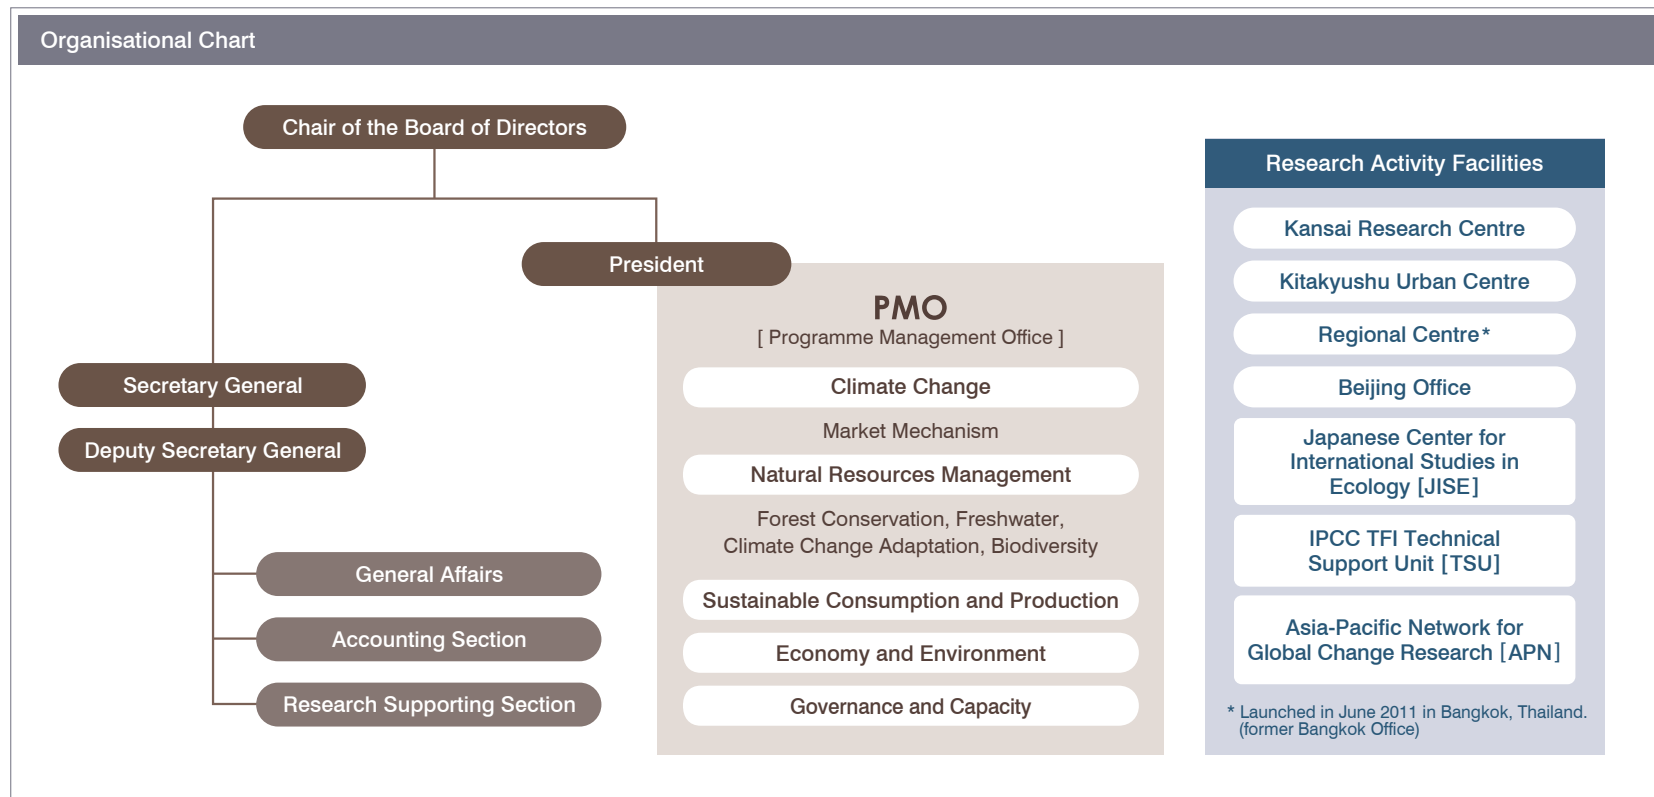 Organisational Chart
Chair of the Board of Directors
President
Secretary General
Deputy Secretary General
General Affairs
Accounting Section
Research Supporting Section
PMO
[ Programme Management Office ]
Climate Change
Market Mechanism
Natural Resources Management
Forest Conservation, Freshwater,
Climate Change Adaptation, Biodiversity
Sustainable Consumption and Production
Economy and Environment
Governance and Capacity
Research Activity Facilities
Kansai Research Centre
Kitakyushu Urban Centre
Regional Centre*
Beijing Office
Japanese Center for
International Studies in
Ecology [JISE]
IPCC TFI Technical
Support Unit [TSU]
Asia-Pacific Network for
Global Change Research [APN]
* Launched in June 2011 in Bangkok, Thailand.
(former Bangkok Office)